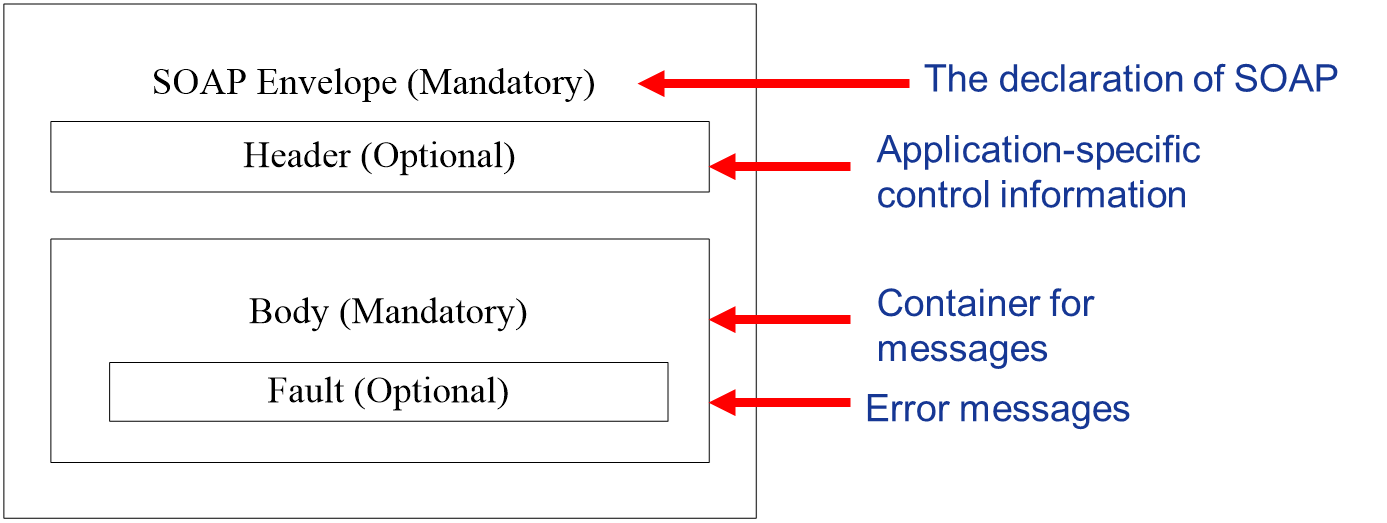 SOAP Envelope (Mandatory)
The declaration of SOAP
Header (Optional)
Application-specific
control information
Body (Mandatory)
Container for
messages
Fault (Optional)
Error messages